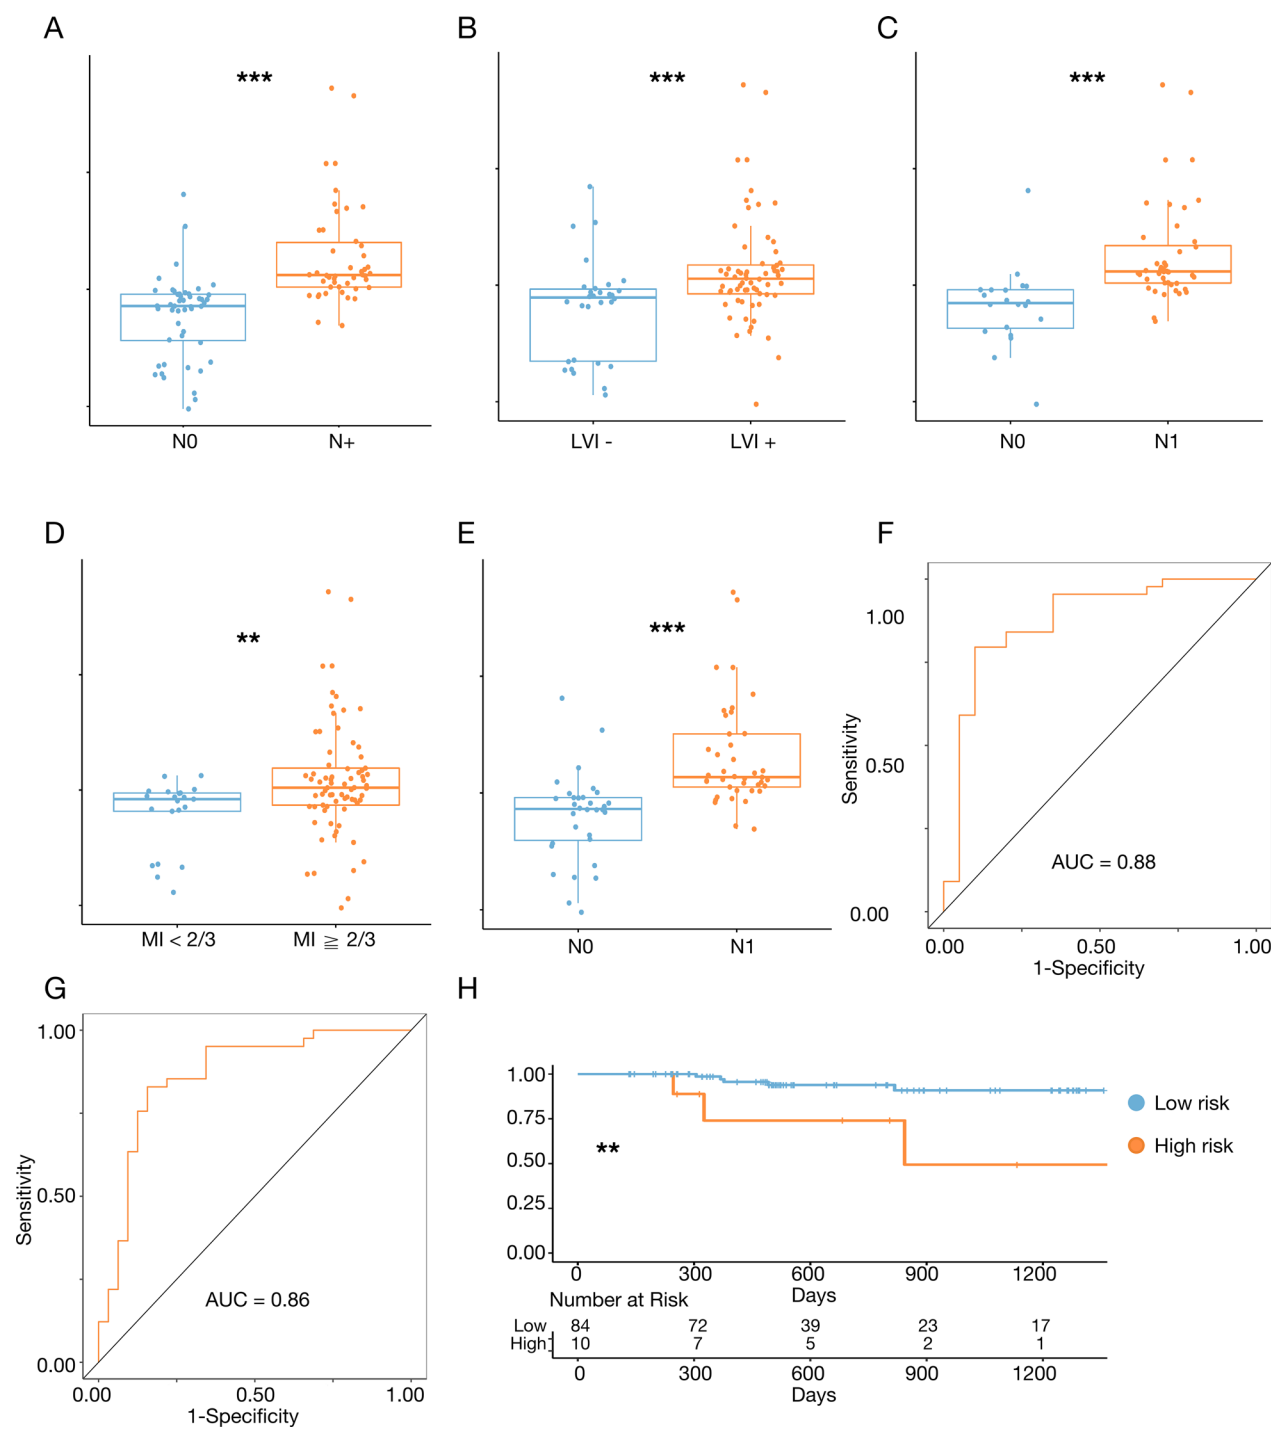 A
B
C
***
***
***
N0
N+
LVI -
LVI +
N0
N1
D
E
F
**
***
MI < 2/3
MI ≧ 2/3
N0
N1
1.00
0.50
0.00
Sensitivity
AUC = 0.88
0.00
0.50
1.00
1-Specificity
G
H
1.00
0.50
0.00
Sensitivity
AUC = 0.86
0.00
0.50
1.00
1-Specificity
1.00
0.75
0.50
0.25
0.00
**
Low risk
High risk
0 300 600 900 1200
Days
Number at Risk
Low 84 72 39 23 17
High 10 7 5 2 1
0 300 600 900 1200
Days